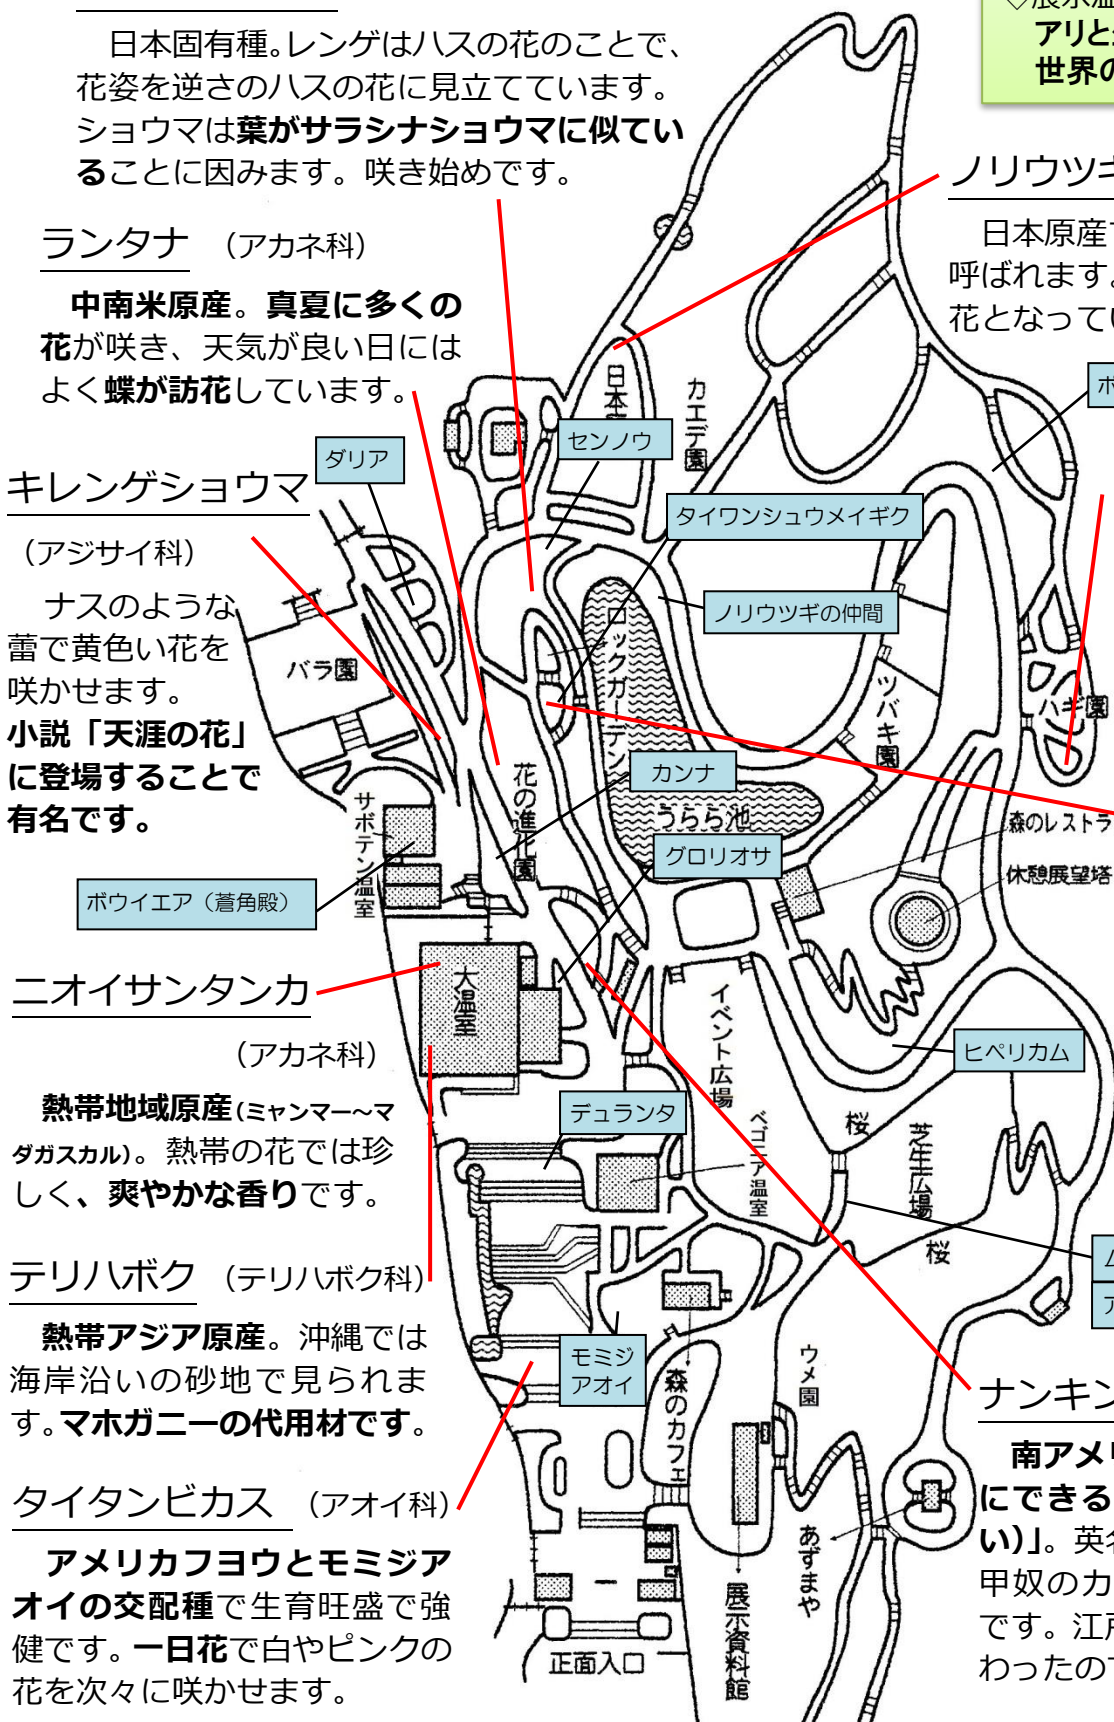 日本固有種。レンゲはハスの花のことで、
花姿を逆さのハスの花に見立てています。
ショウマは葉がサラシナショウマに似てい
ることに因みます。咲き始めです。
アリと
世界の
ノリウツギ
日本原産で
呼ばれます。
花となってい
ランタナ （アカネ科）
中南米原産。真夏に多くの
花が咲き、天気が良い日には
よく蝶が訪花しています。
キレンゲショウマ
（アジサイ科）
ナスのような
蕾で黄色い花を
咲かせます。
小説「天涯の花」
に登場することで
有名です。
ダリア
センノウ
タイワンシュウメイギク
ノリウツギの仲間
カンナ
グロリオサ
ボウイエア（蒼角殿）
日本
カエデ園
バラ園
ロックガーデン
ツバキ園
ハギ園
花の進化園
うらら池
サボテン温室
森のレストラ
休憩展望塔
ニオイサンタンカ
（アカネ科）
熱帯地域原産(ミャンマー～マ
ダガスカル)。熱帯の花では珍
しく、爽やかな香りです。
大温室
イベント広場
ヒペリカム
デュランタ
ベゴニア温室
桜
芝生広場
桜
テリハボク （テリハボク科）
熱帯アジア原産。沖縄では
海岸沿いの砂地で見られま
す。マホガニーの代用材です。
モミジ
アオイ
森のカフェ
ウメ園
ナンキン
南アメリ
にできる
い)」。英名
甲奴のカ
です。江戸
わったので
タイタンビカス （アオイ科）
アメリカフヨウとモミジア
オイの交配種で生育旺盛で強
健です。一日花で白やピンクの
花を次々に咲かせます。
あずまや
展示資料館
正面入口